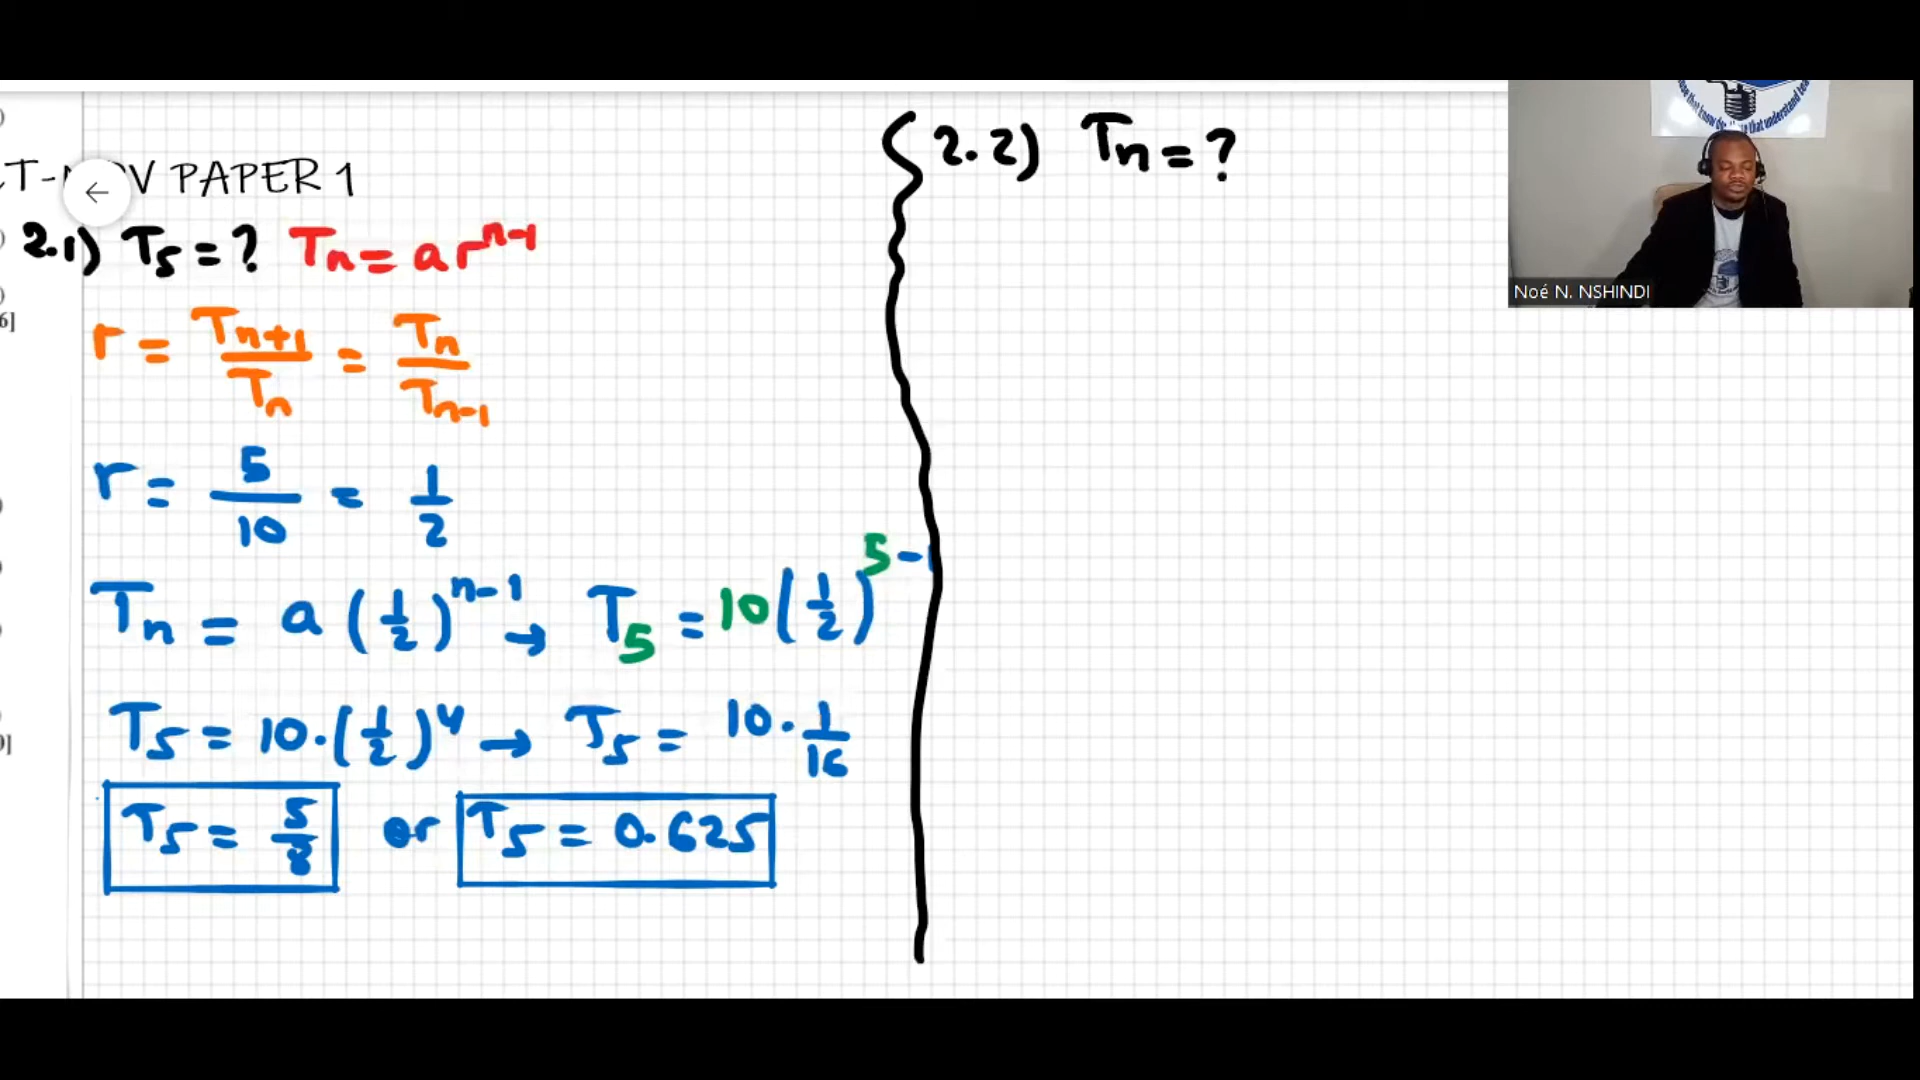 PAPER 1
2.1) T5 = ? Tn = ar^n-1
r = Tn+1/Tn = Tn/Tn-1
r = 5/10 = 1/2
Tn = a(1/2)^n-1 → T5 = 10(1/2)^5-1
T5 = 10.(1/2)^4 → T5 = 10.1/16
T5 = 5/8 or T5 = 0.625
2.2) Tn = ?
Noé N. NSHINDI